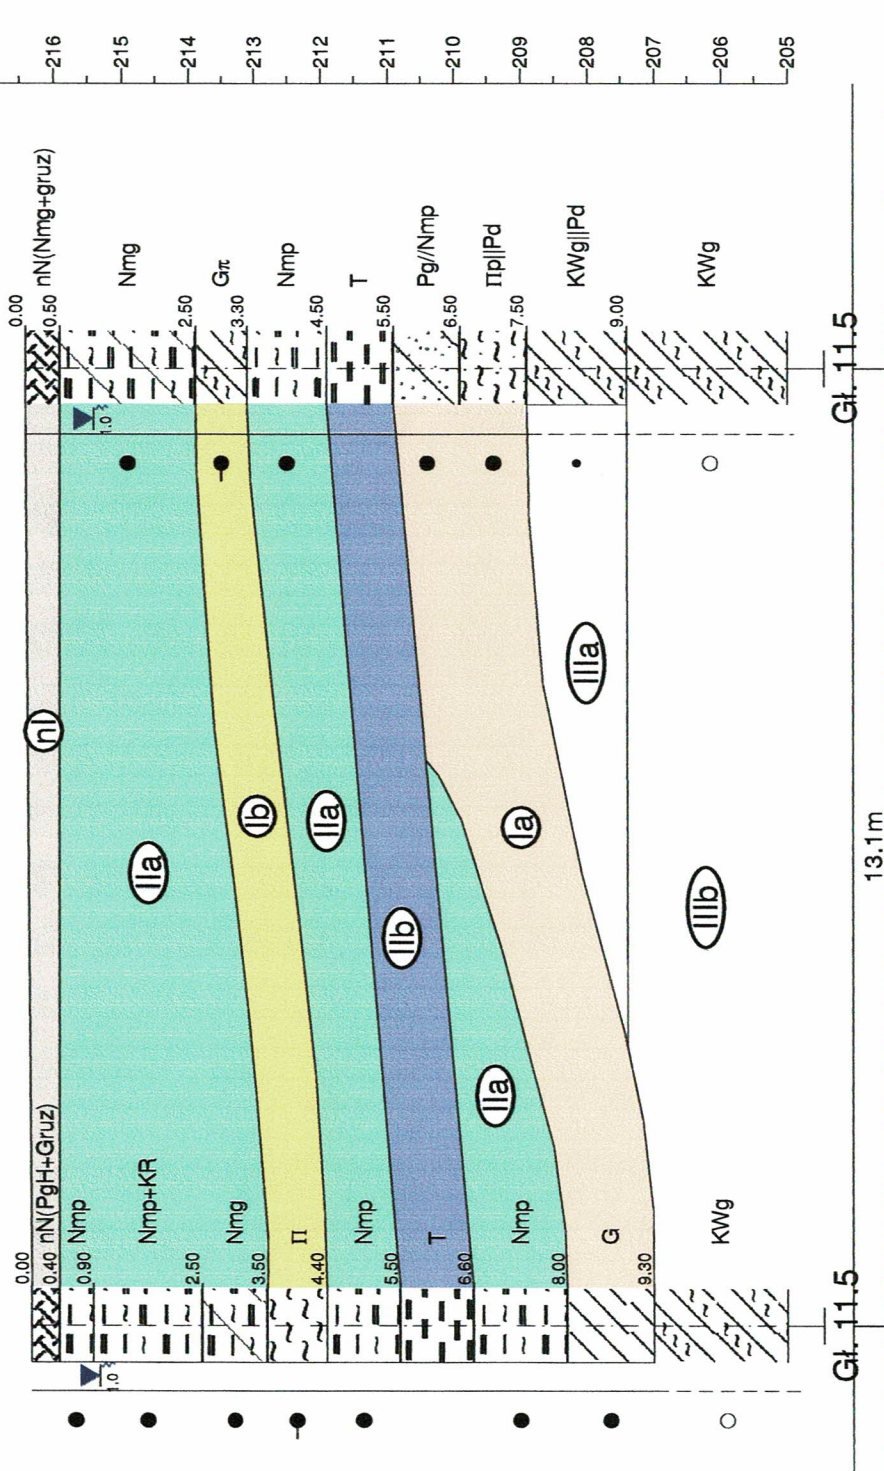 216
215
214
213
212
211
210
209
208
207
206
205
0.00
nN(Nmg+gruz)
0.50
Nmg
2.50
Gπ
3.30
Nmp
4.50
T
5.50
Pg//Nmp
6.50
Πp||Pd
7.50
KWg||Pd
9.00
KWg
Gł. 11.5
1.0
nI
IIa
Ib
IIa
IIb
IIa
Ia
IIIa
IIIb
0.00
nN(PgH+Gruz)
0.40
Nmp
0.90
Nmp+KR
2.50
Nmg
3.50
Π
4.40
Nmp
5.50
T
6.60
Nmp
8.00
G
9.30
KWg
Gł. 11.5
1.0
13.1m